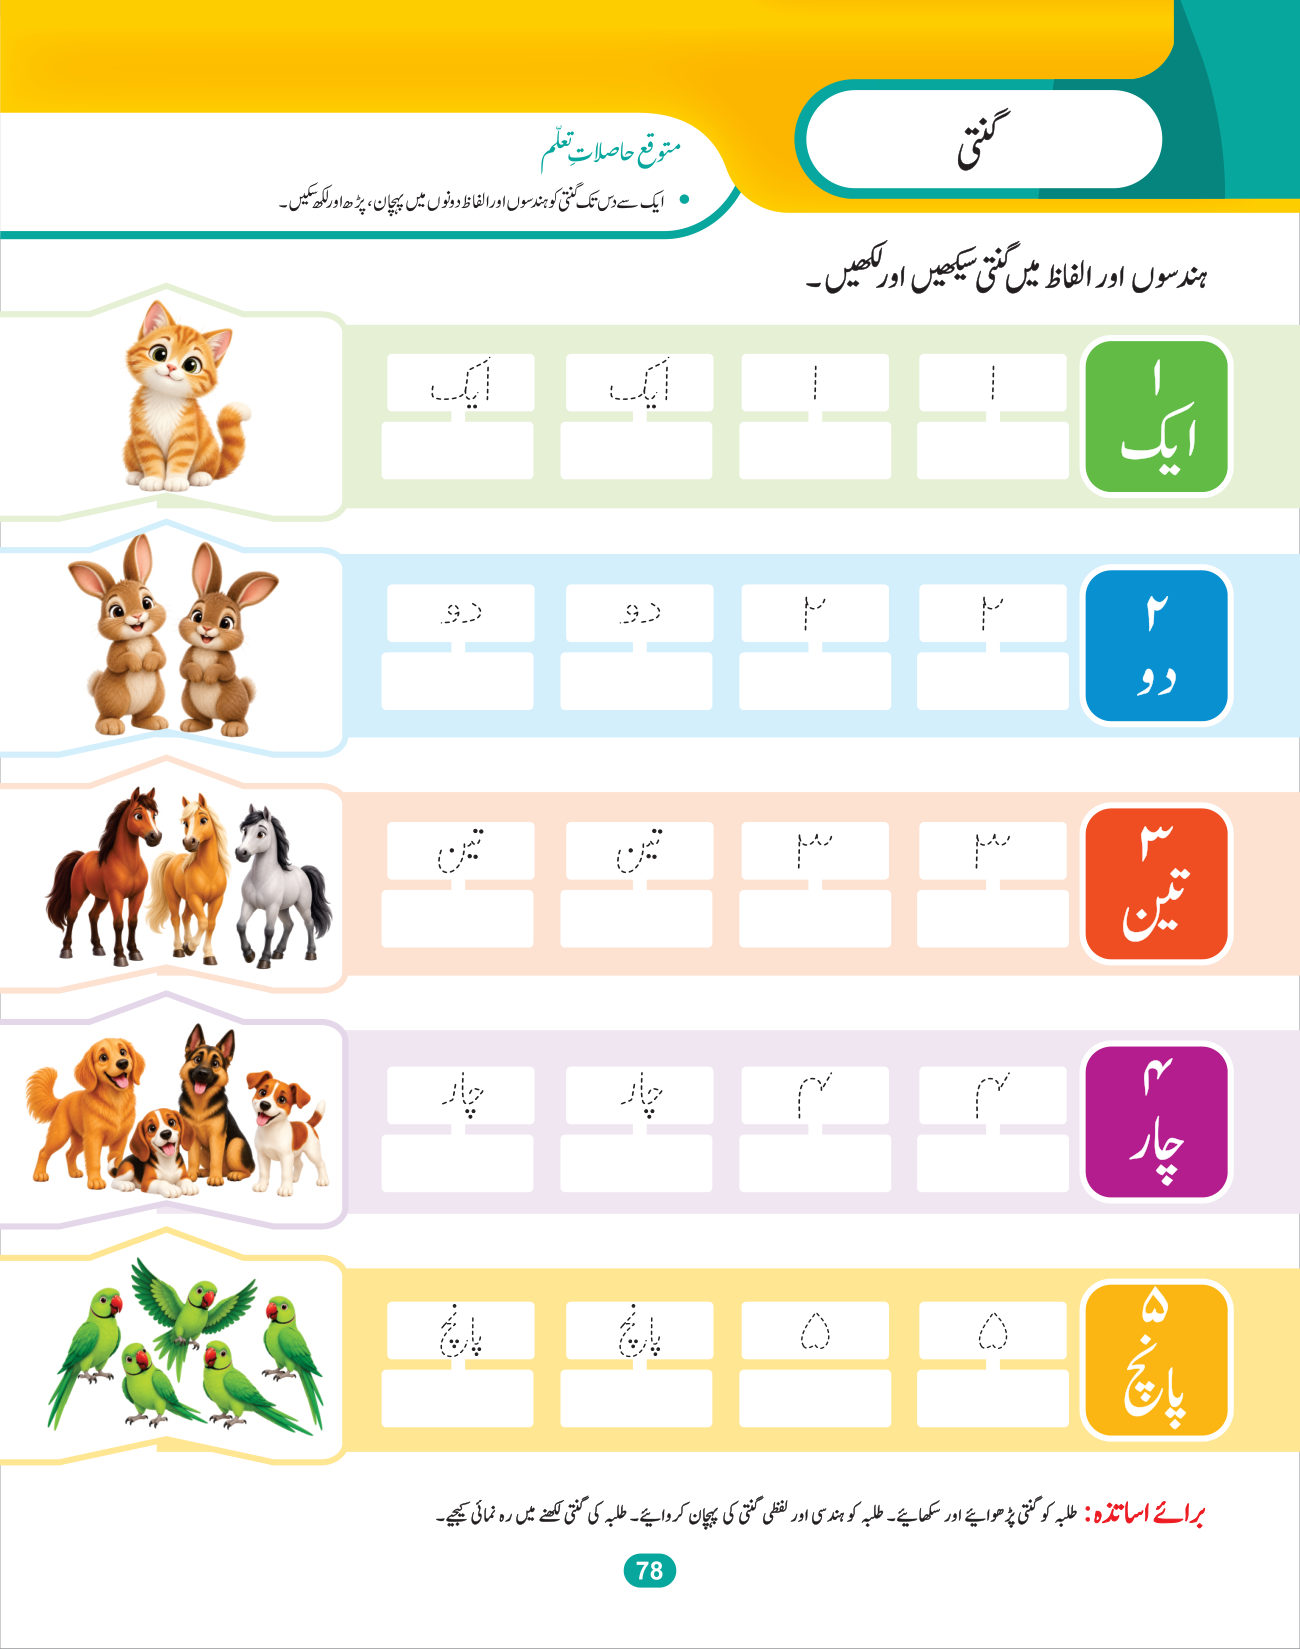 گنتی
متوقع حاصلاتِ تعلّم
• ایک سے دس تک گنتی کو ہندسوں اور الفاظ دونوں میں پہچان، پڑھ اور لکھ سکیں۔
ہندسوں اور الفاظ میں گنتی سیکھیں اور لکھیں۔
۱
ایک
۱ ۱ ایک ایک
۲
دو
۲ ۲ دو دو
۳
تین
۳ ۳ تین تین
۴
چار
۴ ۴ چار چار
۵
پانچ
۵ ۵ پانچ پانچ
برائے اساتذہ: طلبہ کو گنتی پڑھوائیے اور سکھائیے۔ طلبہ کو ہندسی اور لفظی گنتی کی پہچان کروائیے۔ طلبہ کی گنتی لکھنے میں رہ نمائی کیجیے۔
78